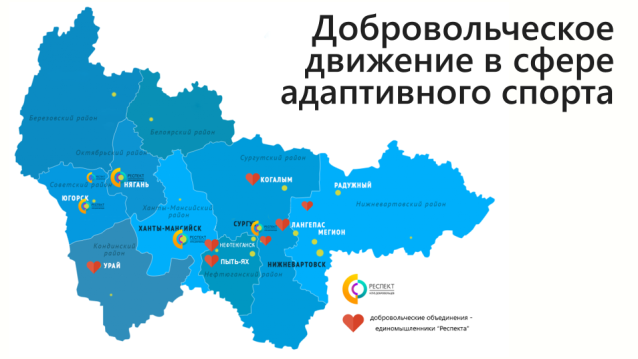 Добровольческое
движение в сфере
адаптивного спорта
Березовский район
Белоярский район
Октябрьский район
Сургутский район
Советский район
НЯГАНЬ
КОГАЛЫМ
РАДУЖНЫЙ
ЮГОРСК
Ханты-Мансийский
район
Нижневартовский район
ХАНТЫ-МАНСИЙСК
СУРГУ
ЛАНГЕПАС
МЕГИОН
Кондинский
район
НЕФТЕЮГАНСК
УРАЙ
ПЫТЬ-ЯХ
НИЖНЕВАРТОВСК
Нефтеюганский район
РЕСПЕКТ
добровольческие объединения -
единомышленники "Респекта"